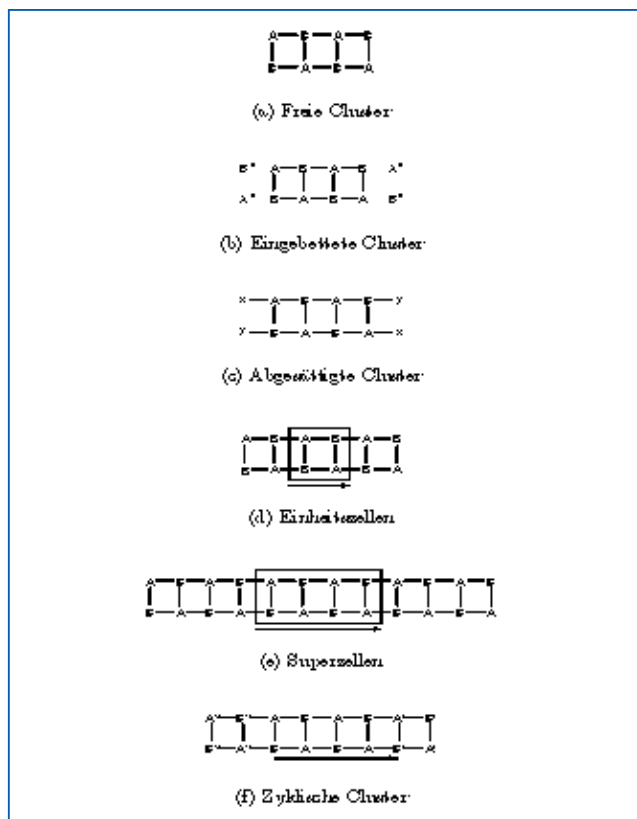 A B A B
B A B A
(a) Freie Cluster
B* A B A B A*
A* B A B A B*
(b) Eingebettete Cluster
x A B A B y
y B A B A x
(c) Abgesättigte Cluster
A B A B A B
B A B A B A
(d) Einheitszellen
A B A B A B A B A B A B
B A B A B A B A B A B A
(e) Superzellen
A' B' A B A B A' B'
B' A' B A B A B' A'
(f) Zyklische Cluster